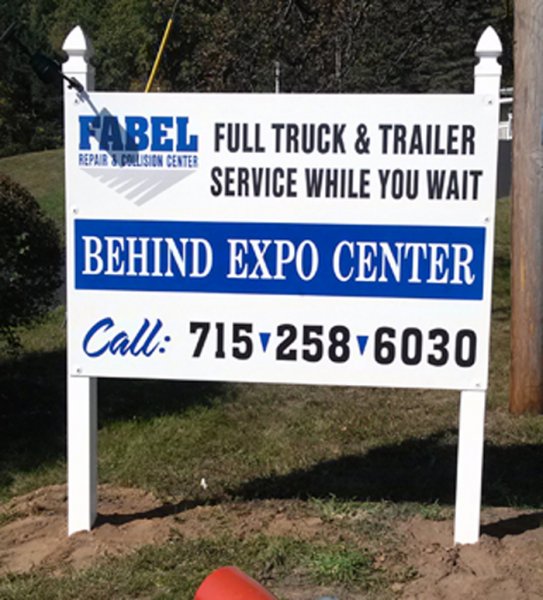 FABEL
REPAIR & COLLISION CENTER
FULL TRUCK & TRAILER
SERVICE WHILE YOU WAIT
BEHIND EXPO CENTER
Call: 715▾258▾6030